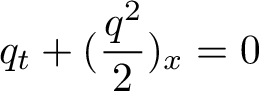 $q_t + (\frac{q^2}{2})_x = 0$